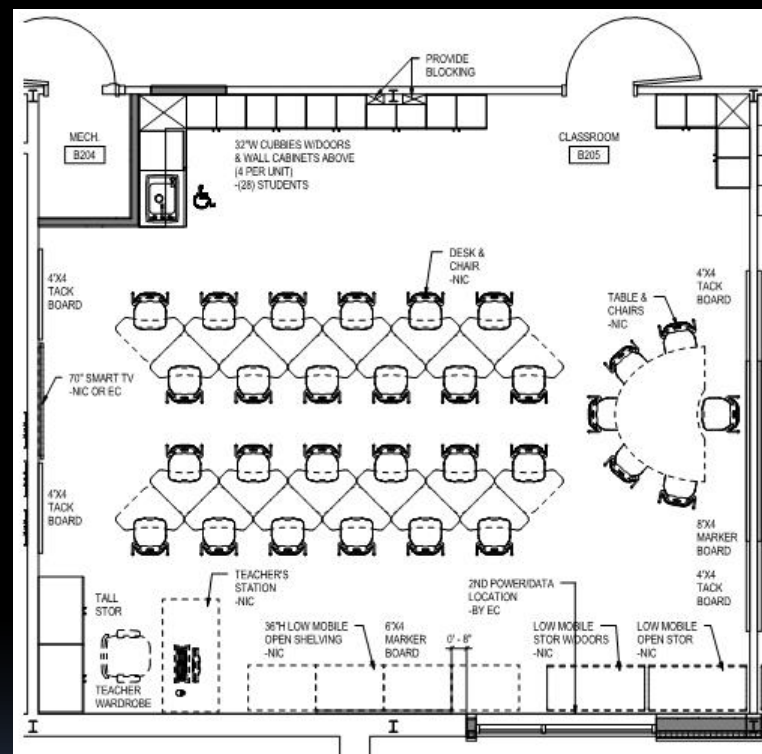 PROVIDE
BLOCKING
MECH.
B204
CLASSROOM
B205
32"W CUBBIES W/DOORS
& WALL CABINETS ABOVE
(4 PER UNIT)
-(28) STUDENTS
DESK &
CHAIR
-NIC
4'X4
TACK
BOARD
4'X4
TACK
BOARD
TABLE &
CHAIRS
-NIC
70" SMART TV
-NIC OR EC
4'X4
TACK
BOARD
8'X4
MARKER
BOARD
4'X4
TACK
BOARD
TEACHER'S
STATION
-NIC
2ND POWER/DATA
LOCATION
-BY EC
TALL
STOR
36"H LOW MOBILE
OPEN SHELVING
-NIC
6'X4
MARKER
BOARD
0' - 8"
LOW MOBILE
STOR W/DOORS
-NIC
LOW MOBILE
OPEN STOR
-NIC
TEACHER
WARDROBE